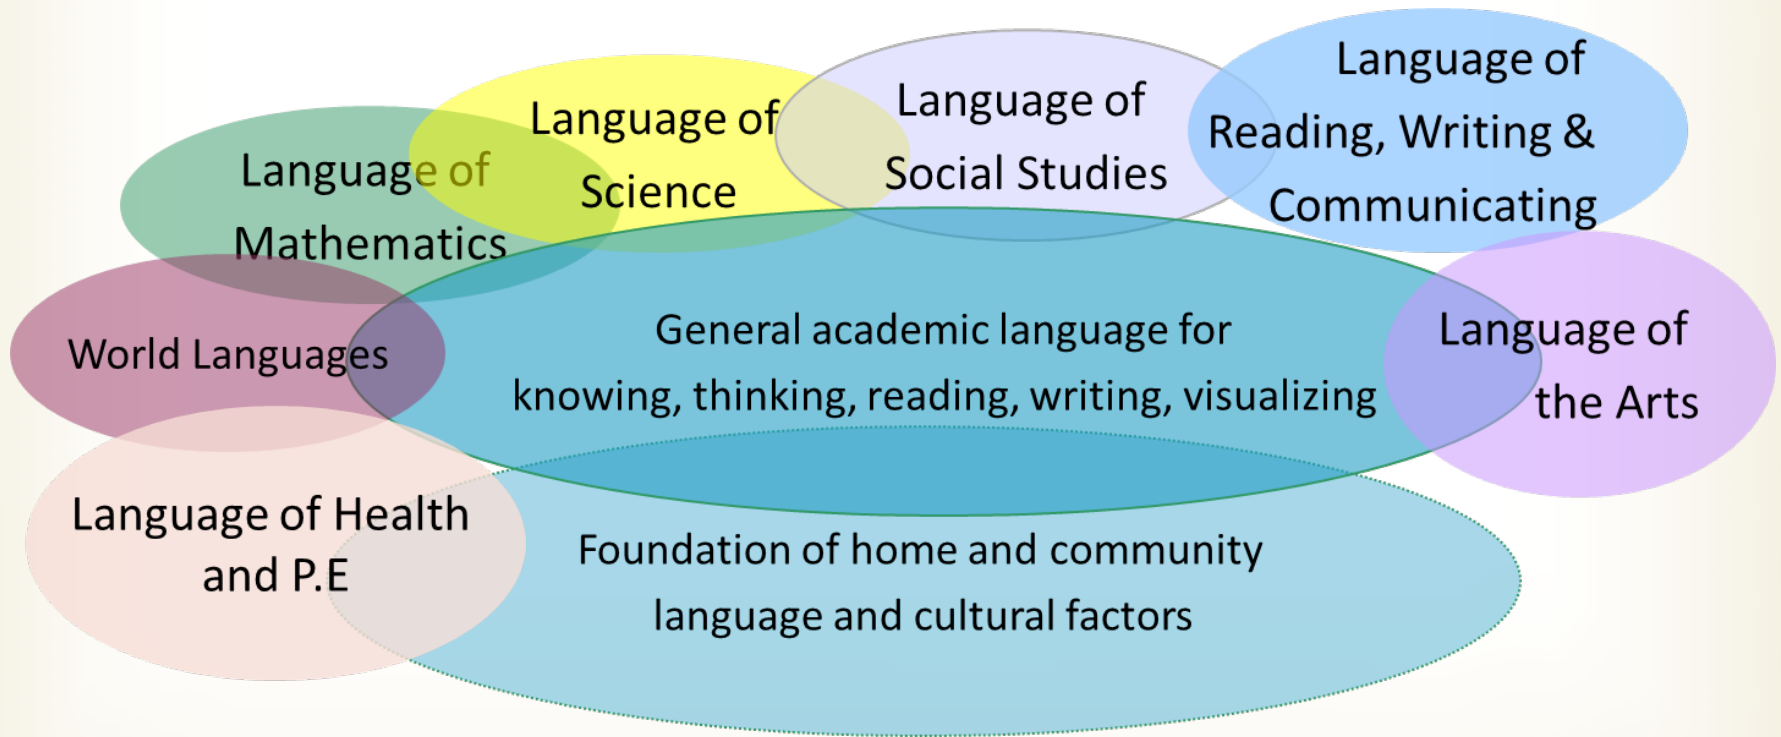 Language of
Mathematics
Language of
Science
Language of
Social Studies
Language of
Reading, Writing &
Communicating
World Languages
General academic language for
knowing, thinking, reading, writing, visualizing
Language of
the Arts
Language of Health
and P.E
Foundation of home and community
language and cultural factors